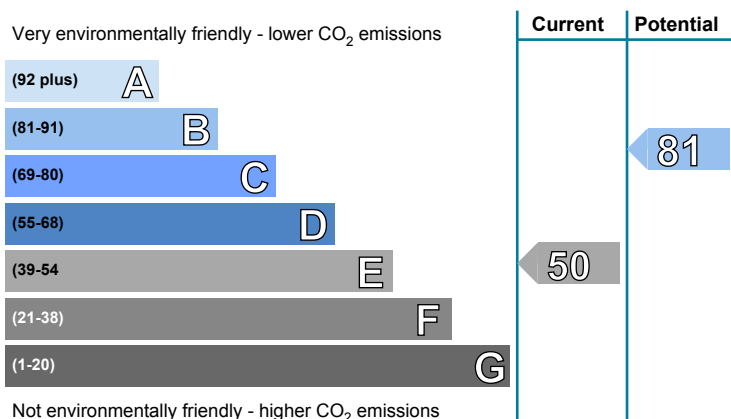 Very environmentally friendly - lower CO₂ emissions
Current
Potential
(92 plus) A
(81-91) B
81
(69-80) C
(55-68) D
(39-54 E
50
(21-38) F
(1-20) G
Not environmentally friendly - higher CO₂ emissions